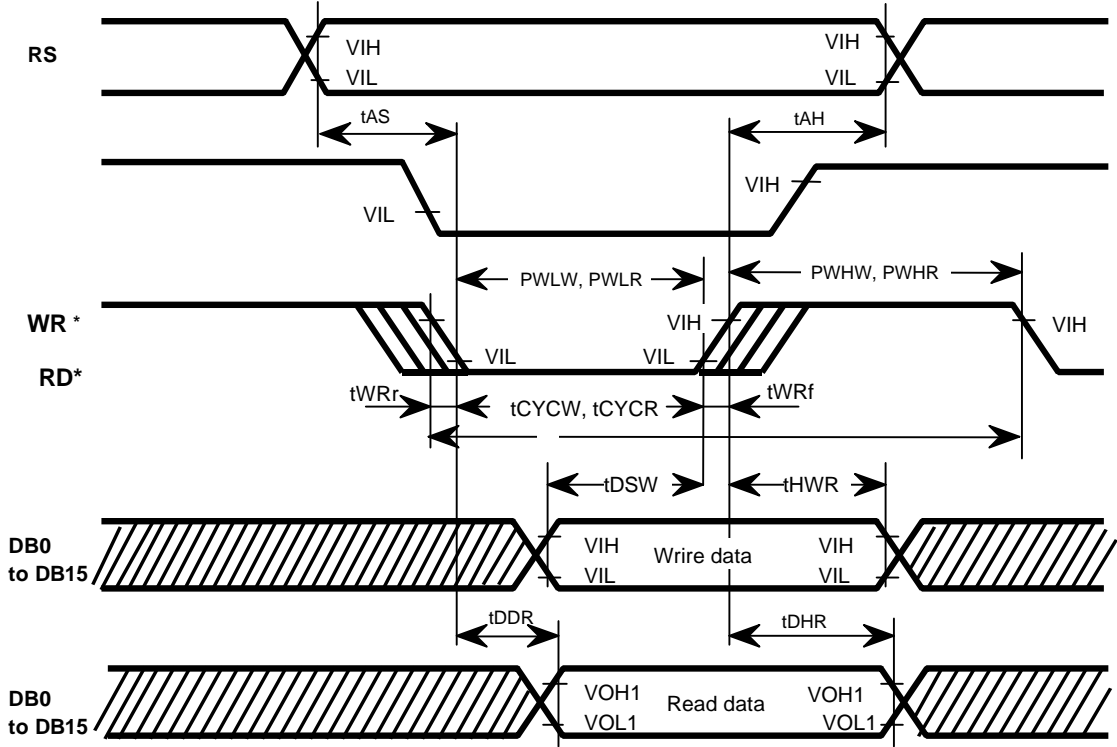 RS
VIH VIH
VIL VIL
tAS tAH
VIH
VIL
PWLW, PWLR PWHW, PWHR
WR * VIH VIH
VIL VIL
RD*
tWRr tCYCW, tCYCR tWRf
tDSW tHWR
DB0
to DB15
VIH Wrire data VIH
VIL VIL
tDDR tDHR
DB0
to DB15
VOH1 Read data VOH1
VOL1 VOL1